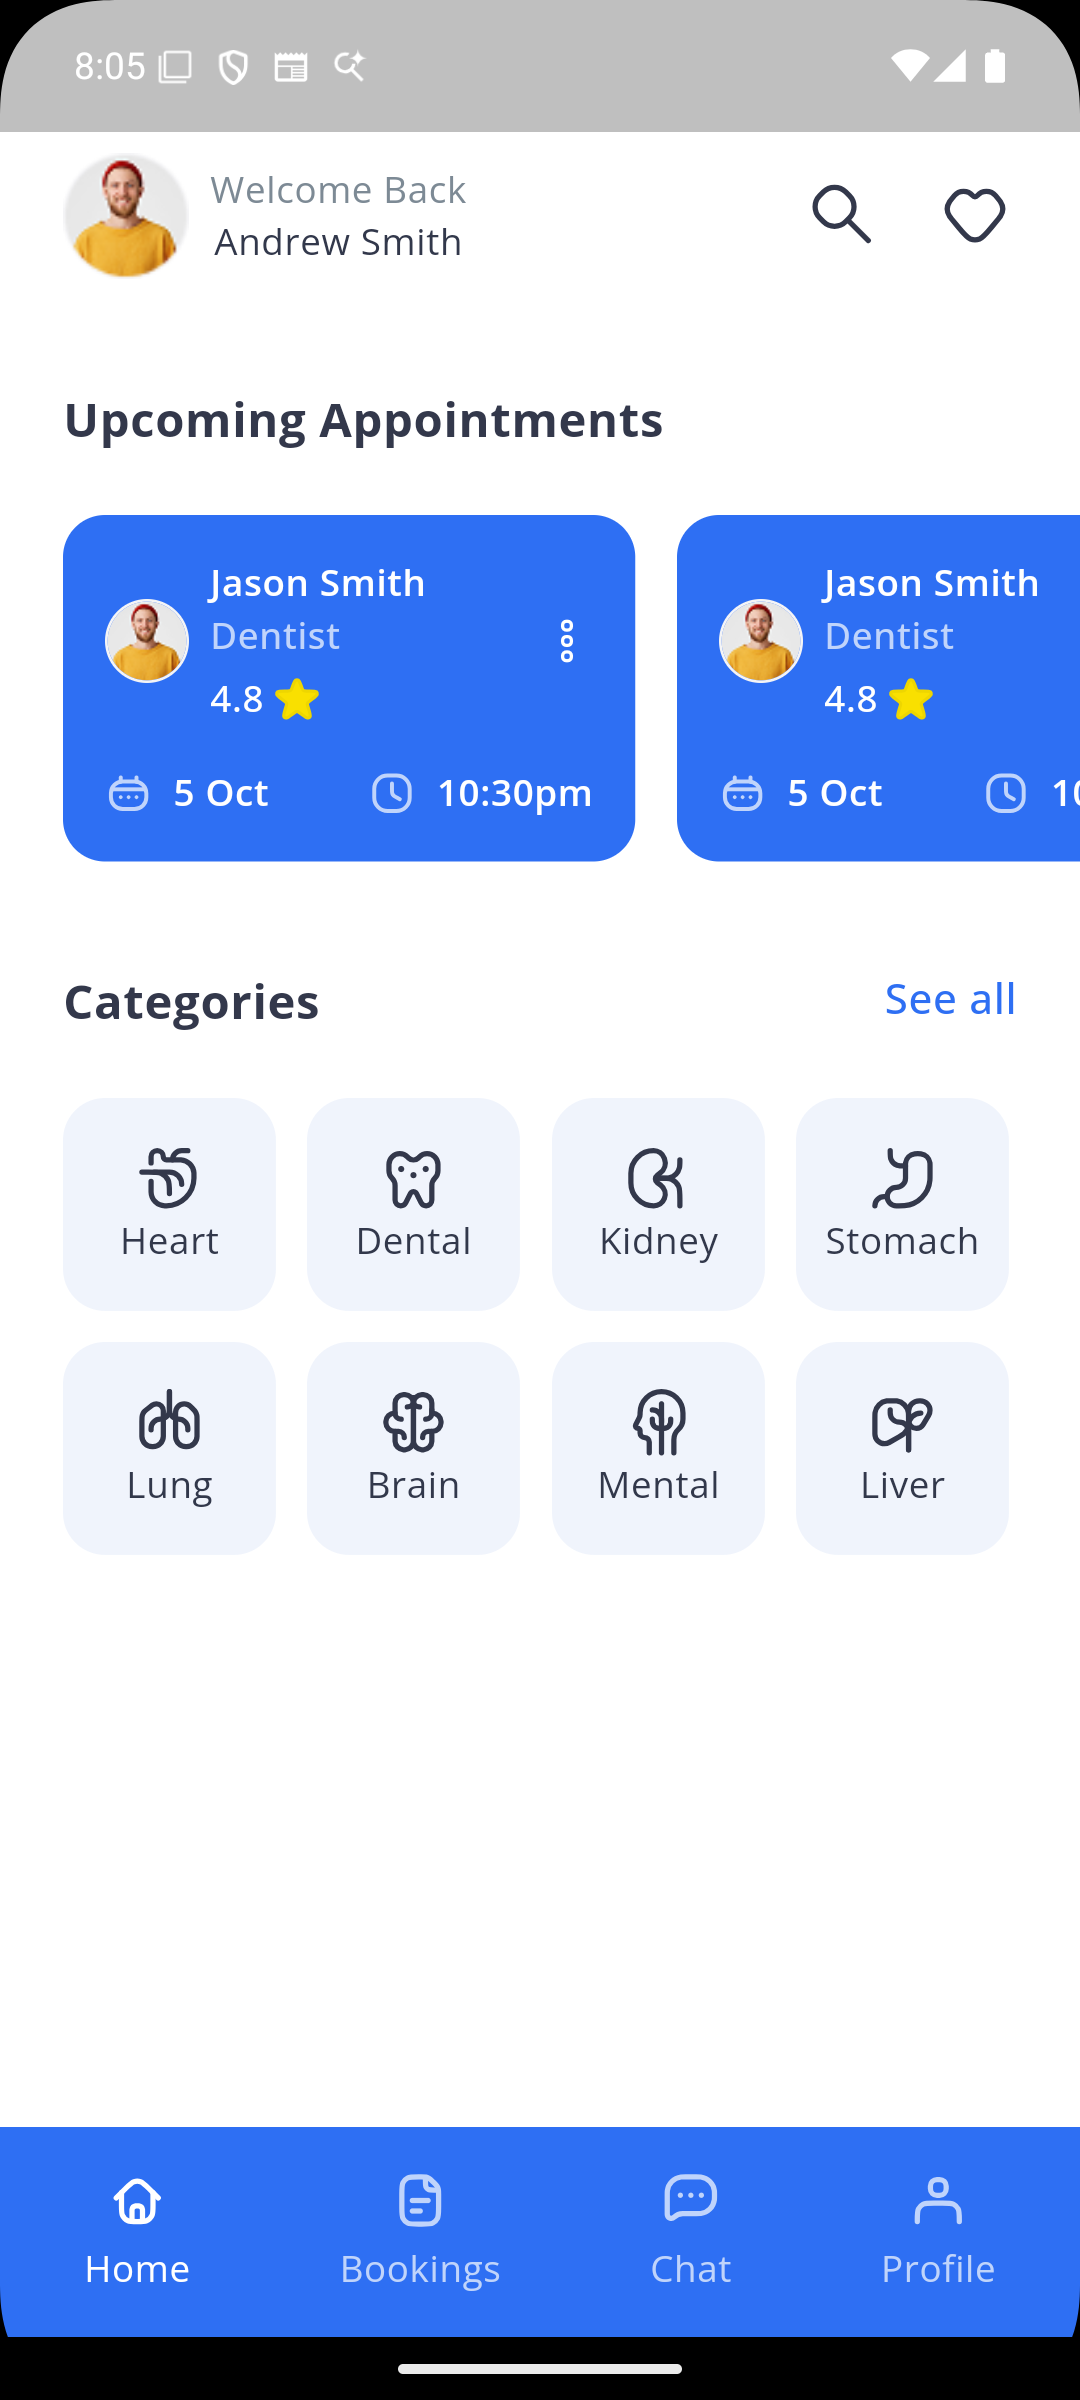 8:05
Welcome Back
Andrew Smith
Upcoming Appointments
Jason Smith
Dentist
4.8
5 Oct
10:30pm
Jason Smith
Dentist
4.8
5 Oct
10
Categories
See all
Heart
Dental
Kidney
Stomach
Lung
Brain
Mental
Liver
Home
Bookings
Chat
Profile